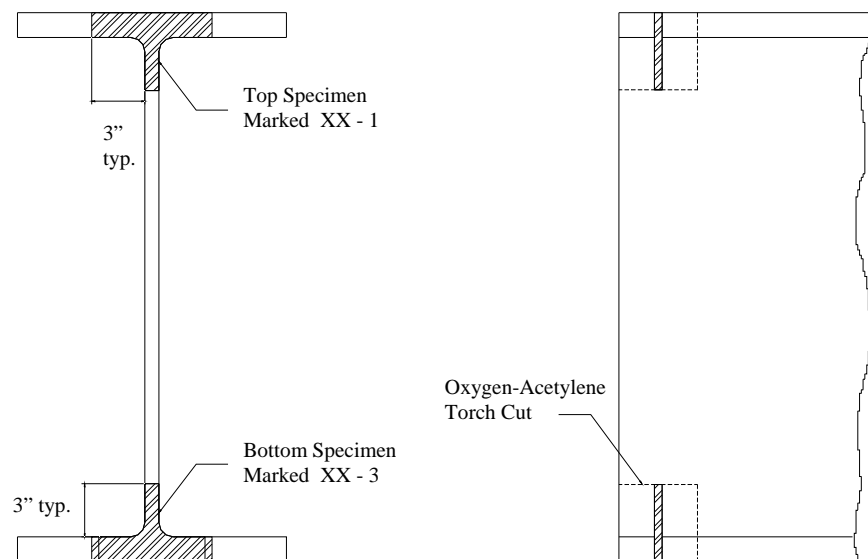 Top Specimen
Marked XX - 1
3”
typ.
Oxygen-Acetylene
Torch Cut
Bottom Specimen
Marked XX - 3
3” typ.